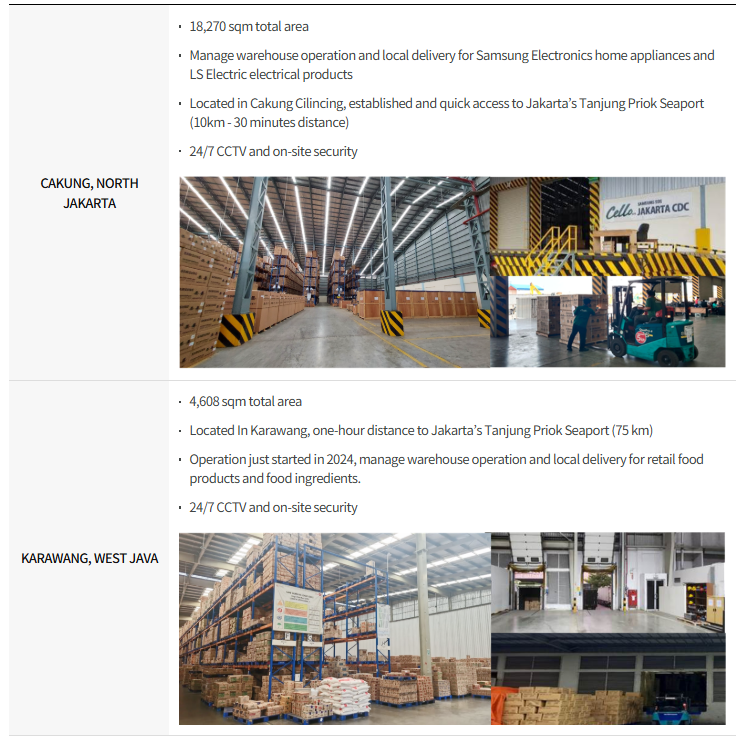 18,270 sqm total area
Manage warehouse operation and local delivery for Samsung Electronics home appliances and
LS Electric electrical products
Located in Cakung Cilincing, established and quick access to Jakarta's Tanjung Priok Seaport
(10km - 30 minutes distance)
24/7 CCTV and on-site security
CAKUNG, NORTH
JAKARTA
Cello
JAKARTA CDC
4,608 sqm total area
Located In Karawang, one-hour distance to Jakarta's Tanjung Priok Seaport (75 km)
Operation just started in 2024, manage warehouse operation and local delivery for retail food
products and food ingredients.
24/7 CCTV and on-site security
KARAWANG, WEST JAVA